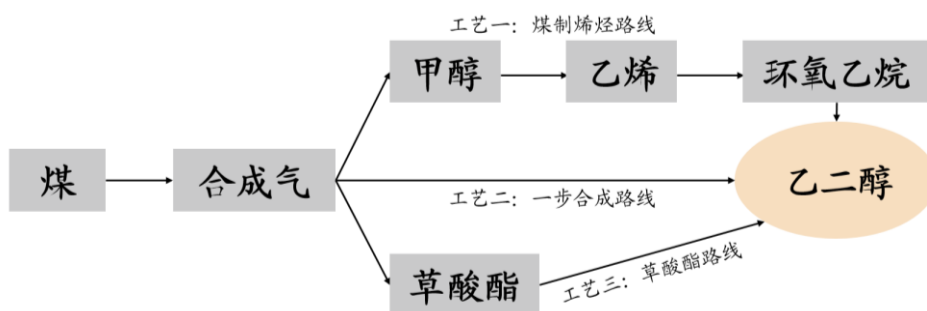 工艺一：煤制烯烃路线
甲醇
乙烯
环氧乙烷
煤
合成气
乙二醇
工艺二：一步合成路线
草酸酯
工艺三：草酸酯路线